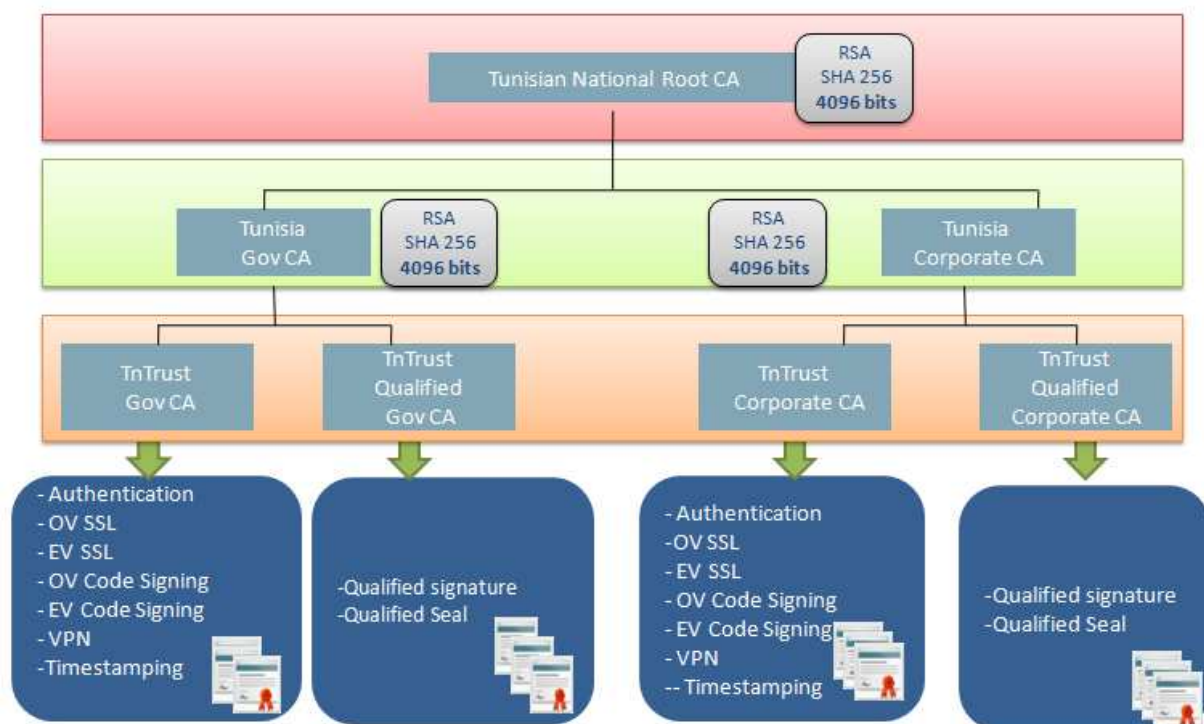 Tunisian National Root CA
RSA
SHA 256
4096 bits
Tunisia
Gov CA
RSA
SHA 256
4096 bits
RSA
SHA 256
4096 bits
Tunisia
Corporate CA
TnTrust
Gov CA
TnTrust
Qualified
Gov CA
TnTrust
Corporate CA
TnTrust
Qualified
Corporate CA
- Authentication
- OV SSL
- EV SSL
- OV Code Signing
- EV Code Signing
- VPN
-Timestamping
-Qualified signature
-Qualified Seal
- Authentication
-OV SSL
- EV SSL
- OV Code Signing
- EV Code Signing
- VPN
-- Timestamping
-Qualified signature
-Qualified Seal